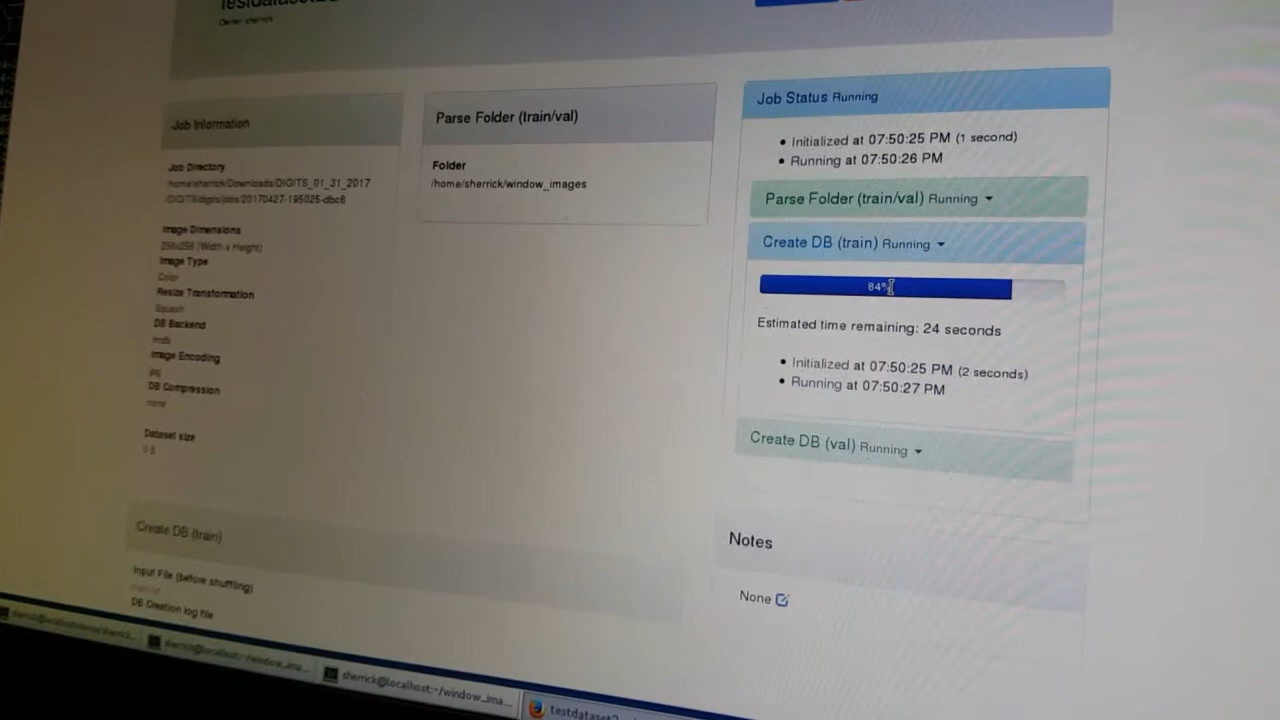 Owner: sherrick
Job Information
Job Directory
/home/sherrick/Downloads/DIGITS_01_31_2017
/DIGITS/digits/jobs/20170427-195025-dbc6
Image Dimensions
256x256 (Width x Height)
Image Type
Color
Resize Transformation
Squash
DB Backend
lmdb
Image Encoding
jpg
DB Compression
none
Dataset size
0 B
Parse Folder (train/val)
Folder
/home/sherrick/window_images
Job Status Running
• Initialized at 07:50:25 PM (1 second)
• Running at 07:50:26 PM
Parse Folder (train/val) Running
Create DB (train) Running
84%
Estimated time remaining: 24 seconds
• Initialized at 07:50:25 PM (2 seconds)
• Running at 07:50:27 PM
Create DB (val) Running
Notes
None
Create DB (train)
Input File (before shuffling)
DB Creation log file
sherrick@localhost:~/window_ima...
sherrick@localhost:~/window_ima...